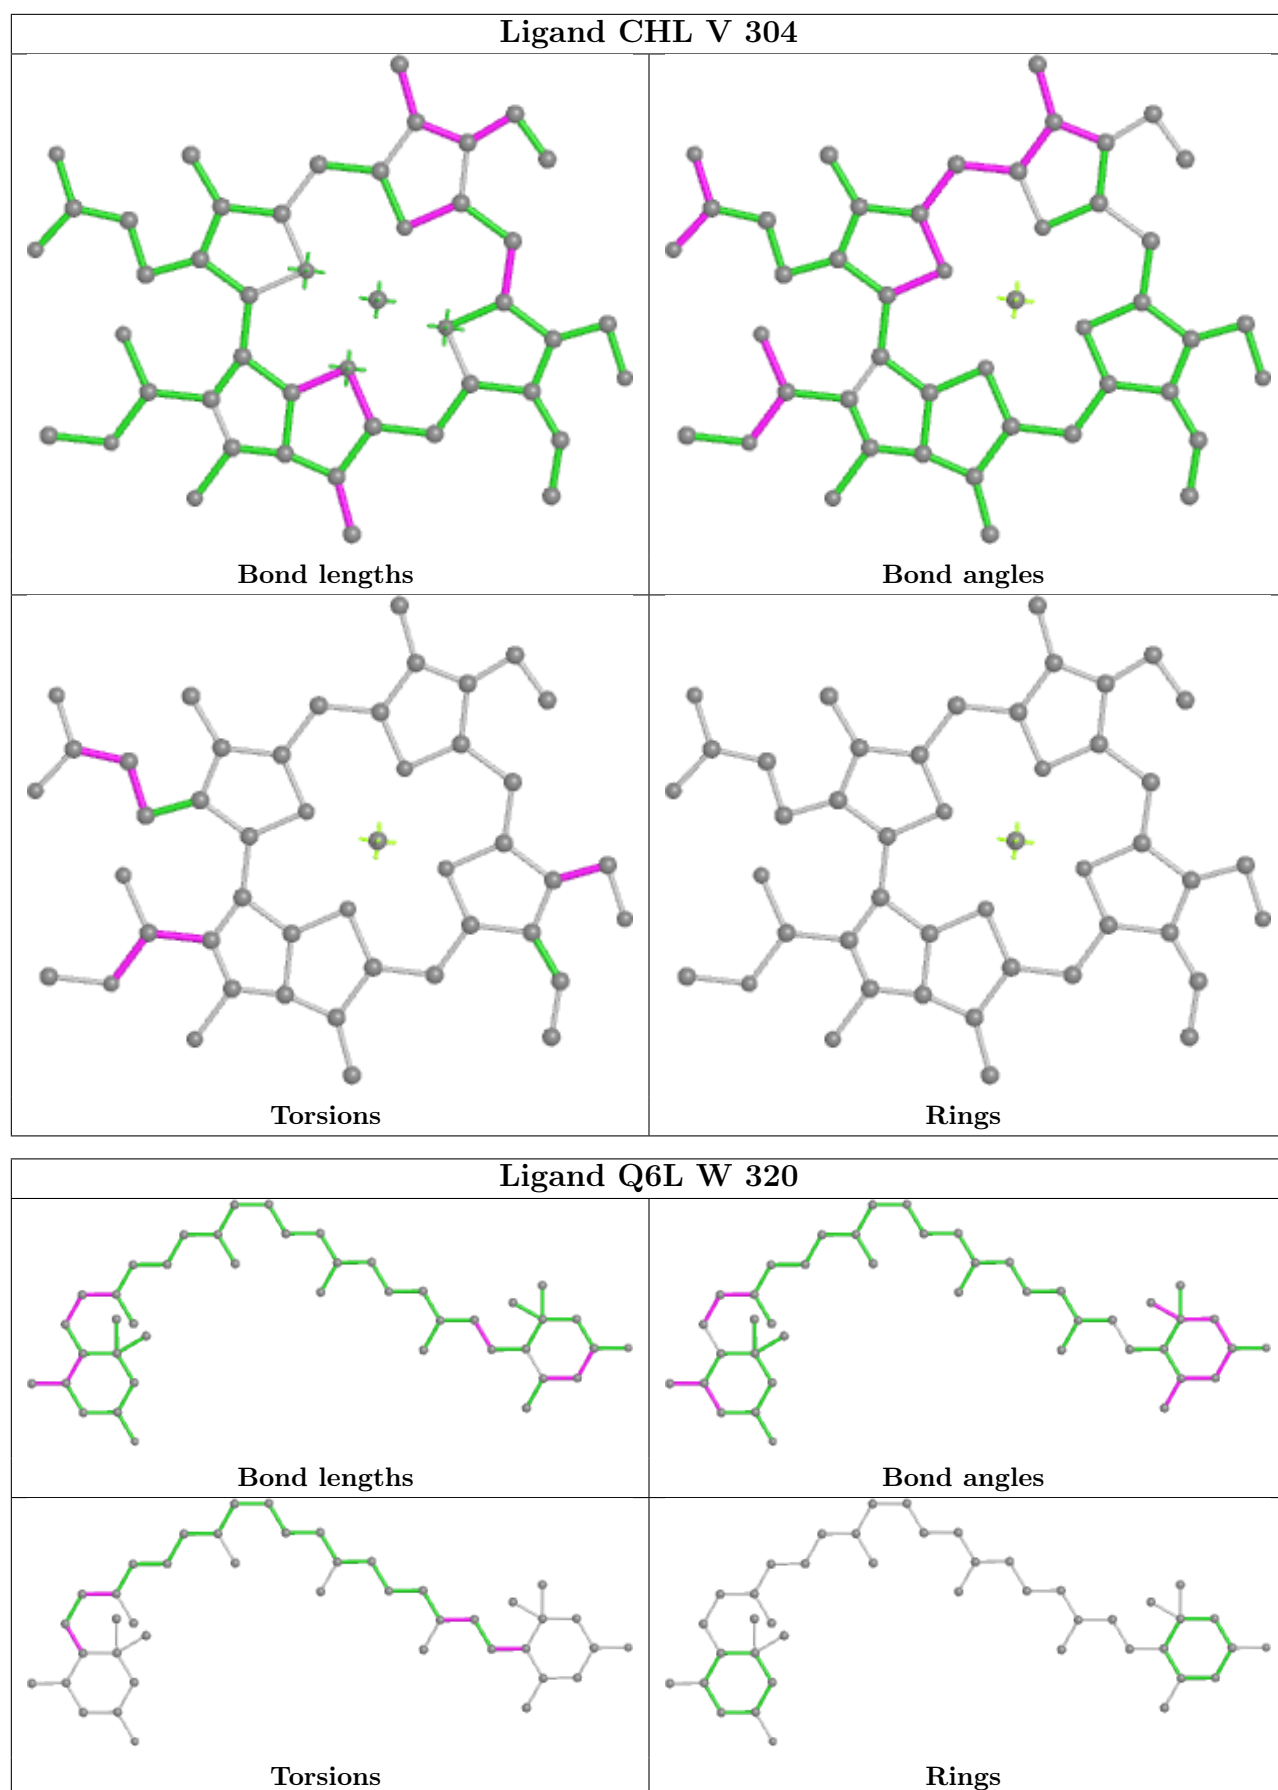 Ligand CHL V 304
Bond lengths
Bond angles
Torsions
Rings
Ligand Q6L W 320
Bond lengths
Bond angles
Torsions
Rings